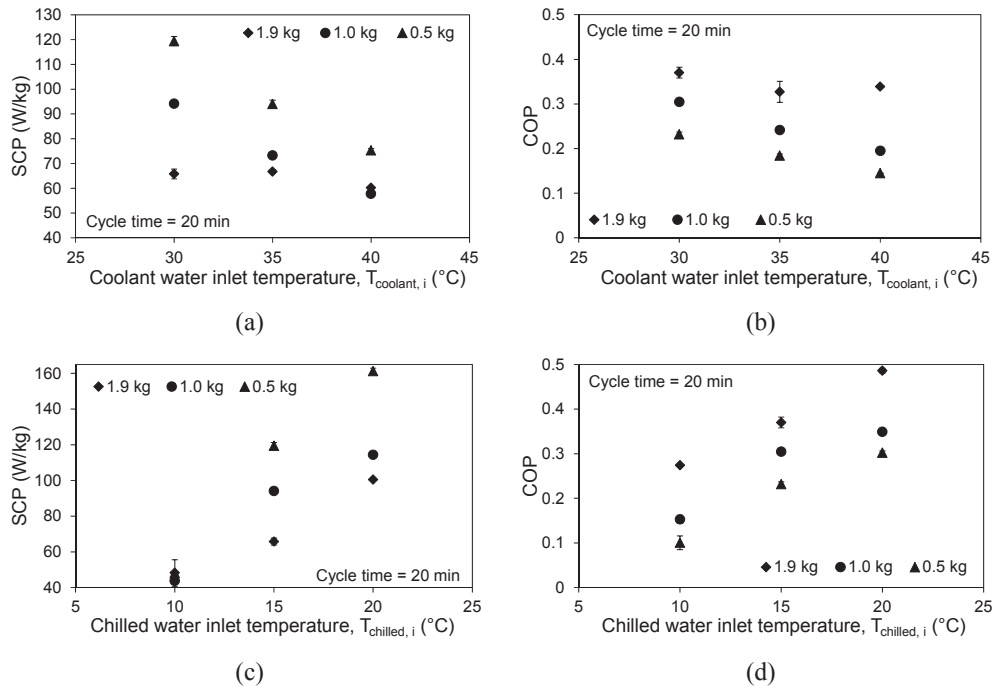 130
120
110
100
90
80
70
60
50
40
SCP (W/kg)
1.9 kg 1.0 kg 0.5 kg
Cycle time = 20 min
25 30 35 40 45
Coolant water inlet temperature, T_coolant, i (°C)
(a)
0.5
0.4
0.3
0.2
0.1
0
COP
Cycle time = 20 min
1.9 kg 1.0 kg 0.5 kg
25 30 35 40 45
Coolant water inlet temperature, T_coolant, i (°C)
(b)
160
140
120
100
80
60
40
SCP (W/kg)
1.9 kg 1.0 kg 0.5 kg
Cycle time = 20 min
5 10 15 20 25
Chilled water inlet temperature, T_chilled, i (°C)
(c)
0.5
0.4
0.3
0.2
0.1
0
COP
Cycle time = 20 min
1.9 kg 1.0 kg 0.5 kg
5 10 15 20 25
Chilled water inlet temperature, T_chilled, i (°C)
(d)